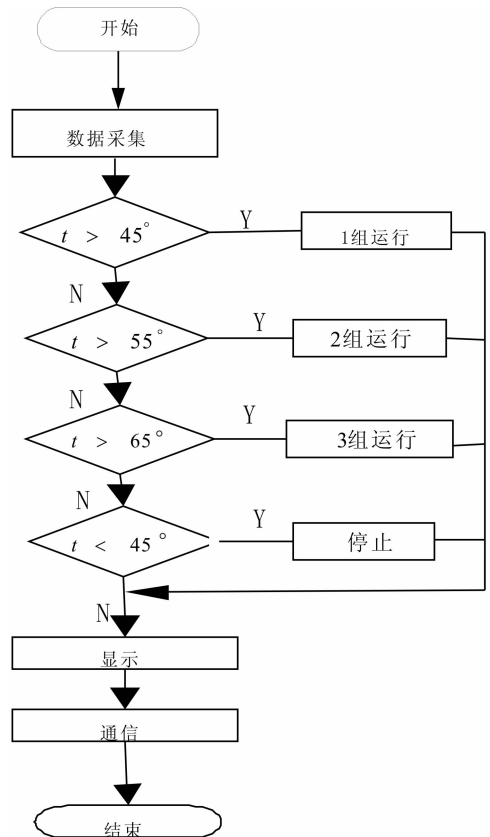 开始
数据采集
t > 45°
Y
1组运行
N
t > 55°
Y
2组运行
N
t > 65°
Y
3组运行
N
t < 45°
Y
停止
N
显示
通信
结束